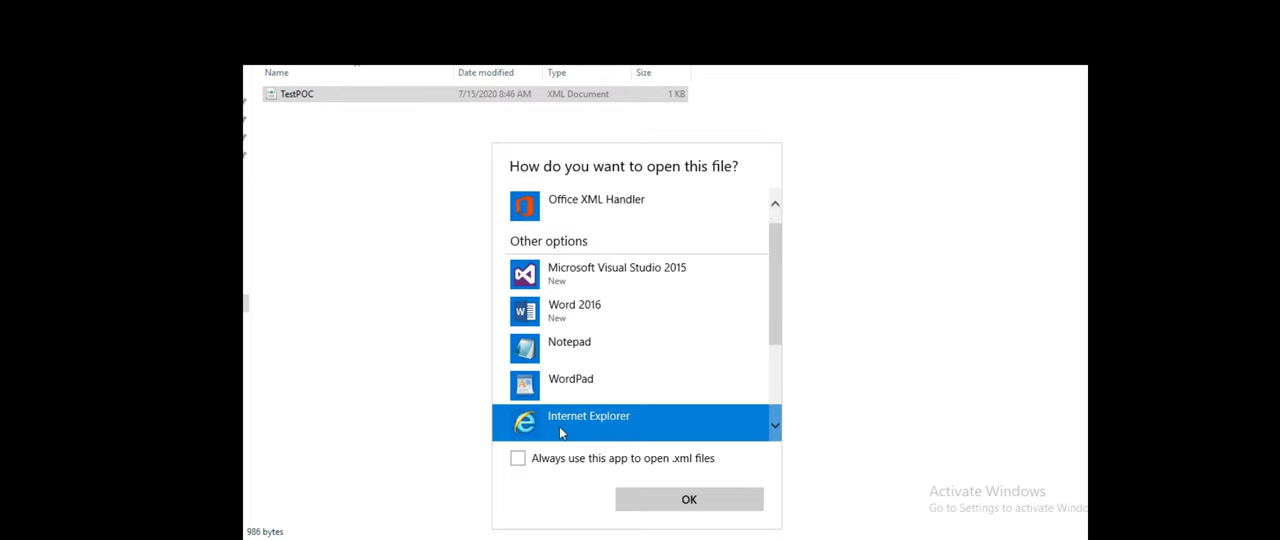 Name Date modified Type Size
TestPOC 7/15/2020 8:46 AM XML Document 1 KB
How do you want to open this file?
Office XML Handler
Other options
Microsoft Visual Studio 2015
New
Word 2016
New
Notepad
WordPad
Internet Explorer
Always use this app to open .xml files
OK
Activate Windows
Go to Settings to activate Windo
986 bytes